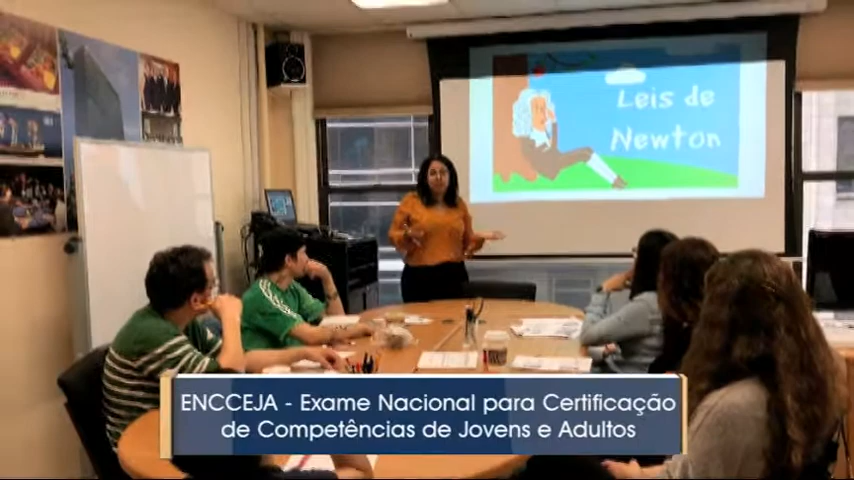 Leis de
Newton
ENCCEJA - Exame Nacional para Certificação
de Competências de Jovens e Adultos